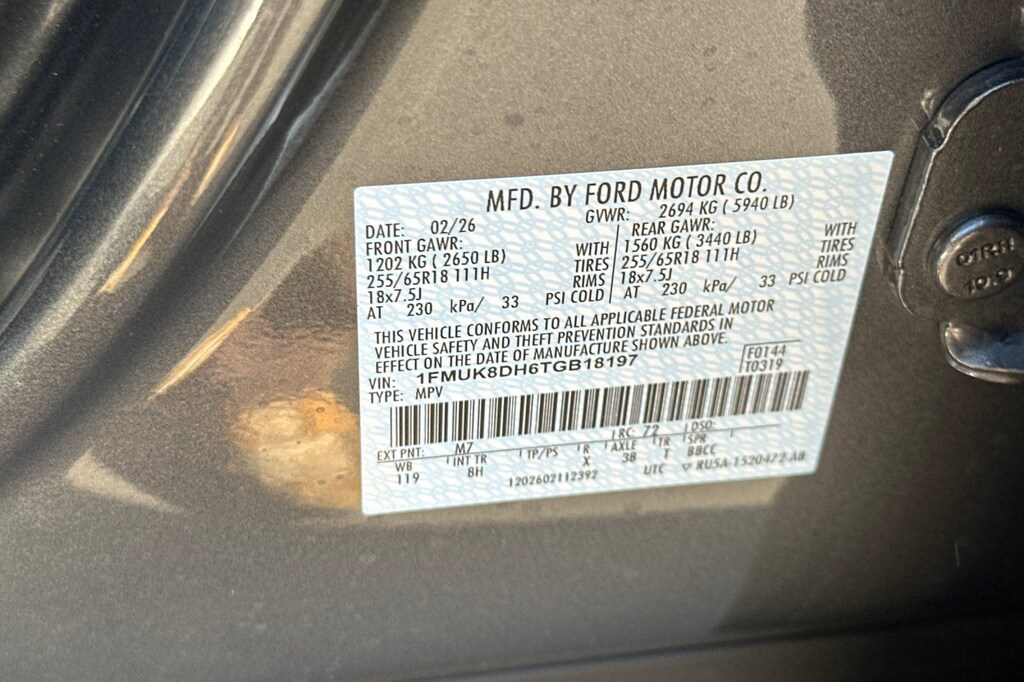 MFD. BY FORD MOTOR CO.
DATE: 02/26 GVWR: 2694 KG ( 5940 LB)
FRONT GAWR: WITH REAR GAWR: WITH
1202 KG ( 2650 LB) TIRES 1560 KG ( 3440 LB) TIRES
255/65R18 111H RIMS 255/65R18 111H RIMS
18x7.5J 18x7.5J
AT 230 kPa/ 33 PSI COLD AT 230 kPa/ 33 PSI COLD
THIS VEHICLE CONFORMS TO ALL APPLICABLE FEDERAL MOTOR
VEHICLE SAFETY AND THEFT PREVENTION STANDARDS IN
EFFECT ON THE DATE OF MANUFACTURE SHOWN ABOVE.
VIN: 1FMUK8DH6TGB18197 F0144
TYPE: MPV T0319
EXT PNT: M7 RC: 72 DSO:
WB INT TR TP/PS R AXLE TR SPR
119 8H X 3B T BBCC
1202602112392 UTC RU5A-1520472-AB
10.9